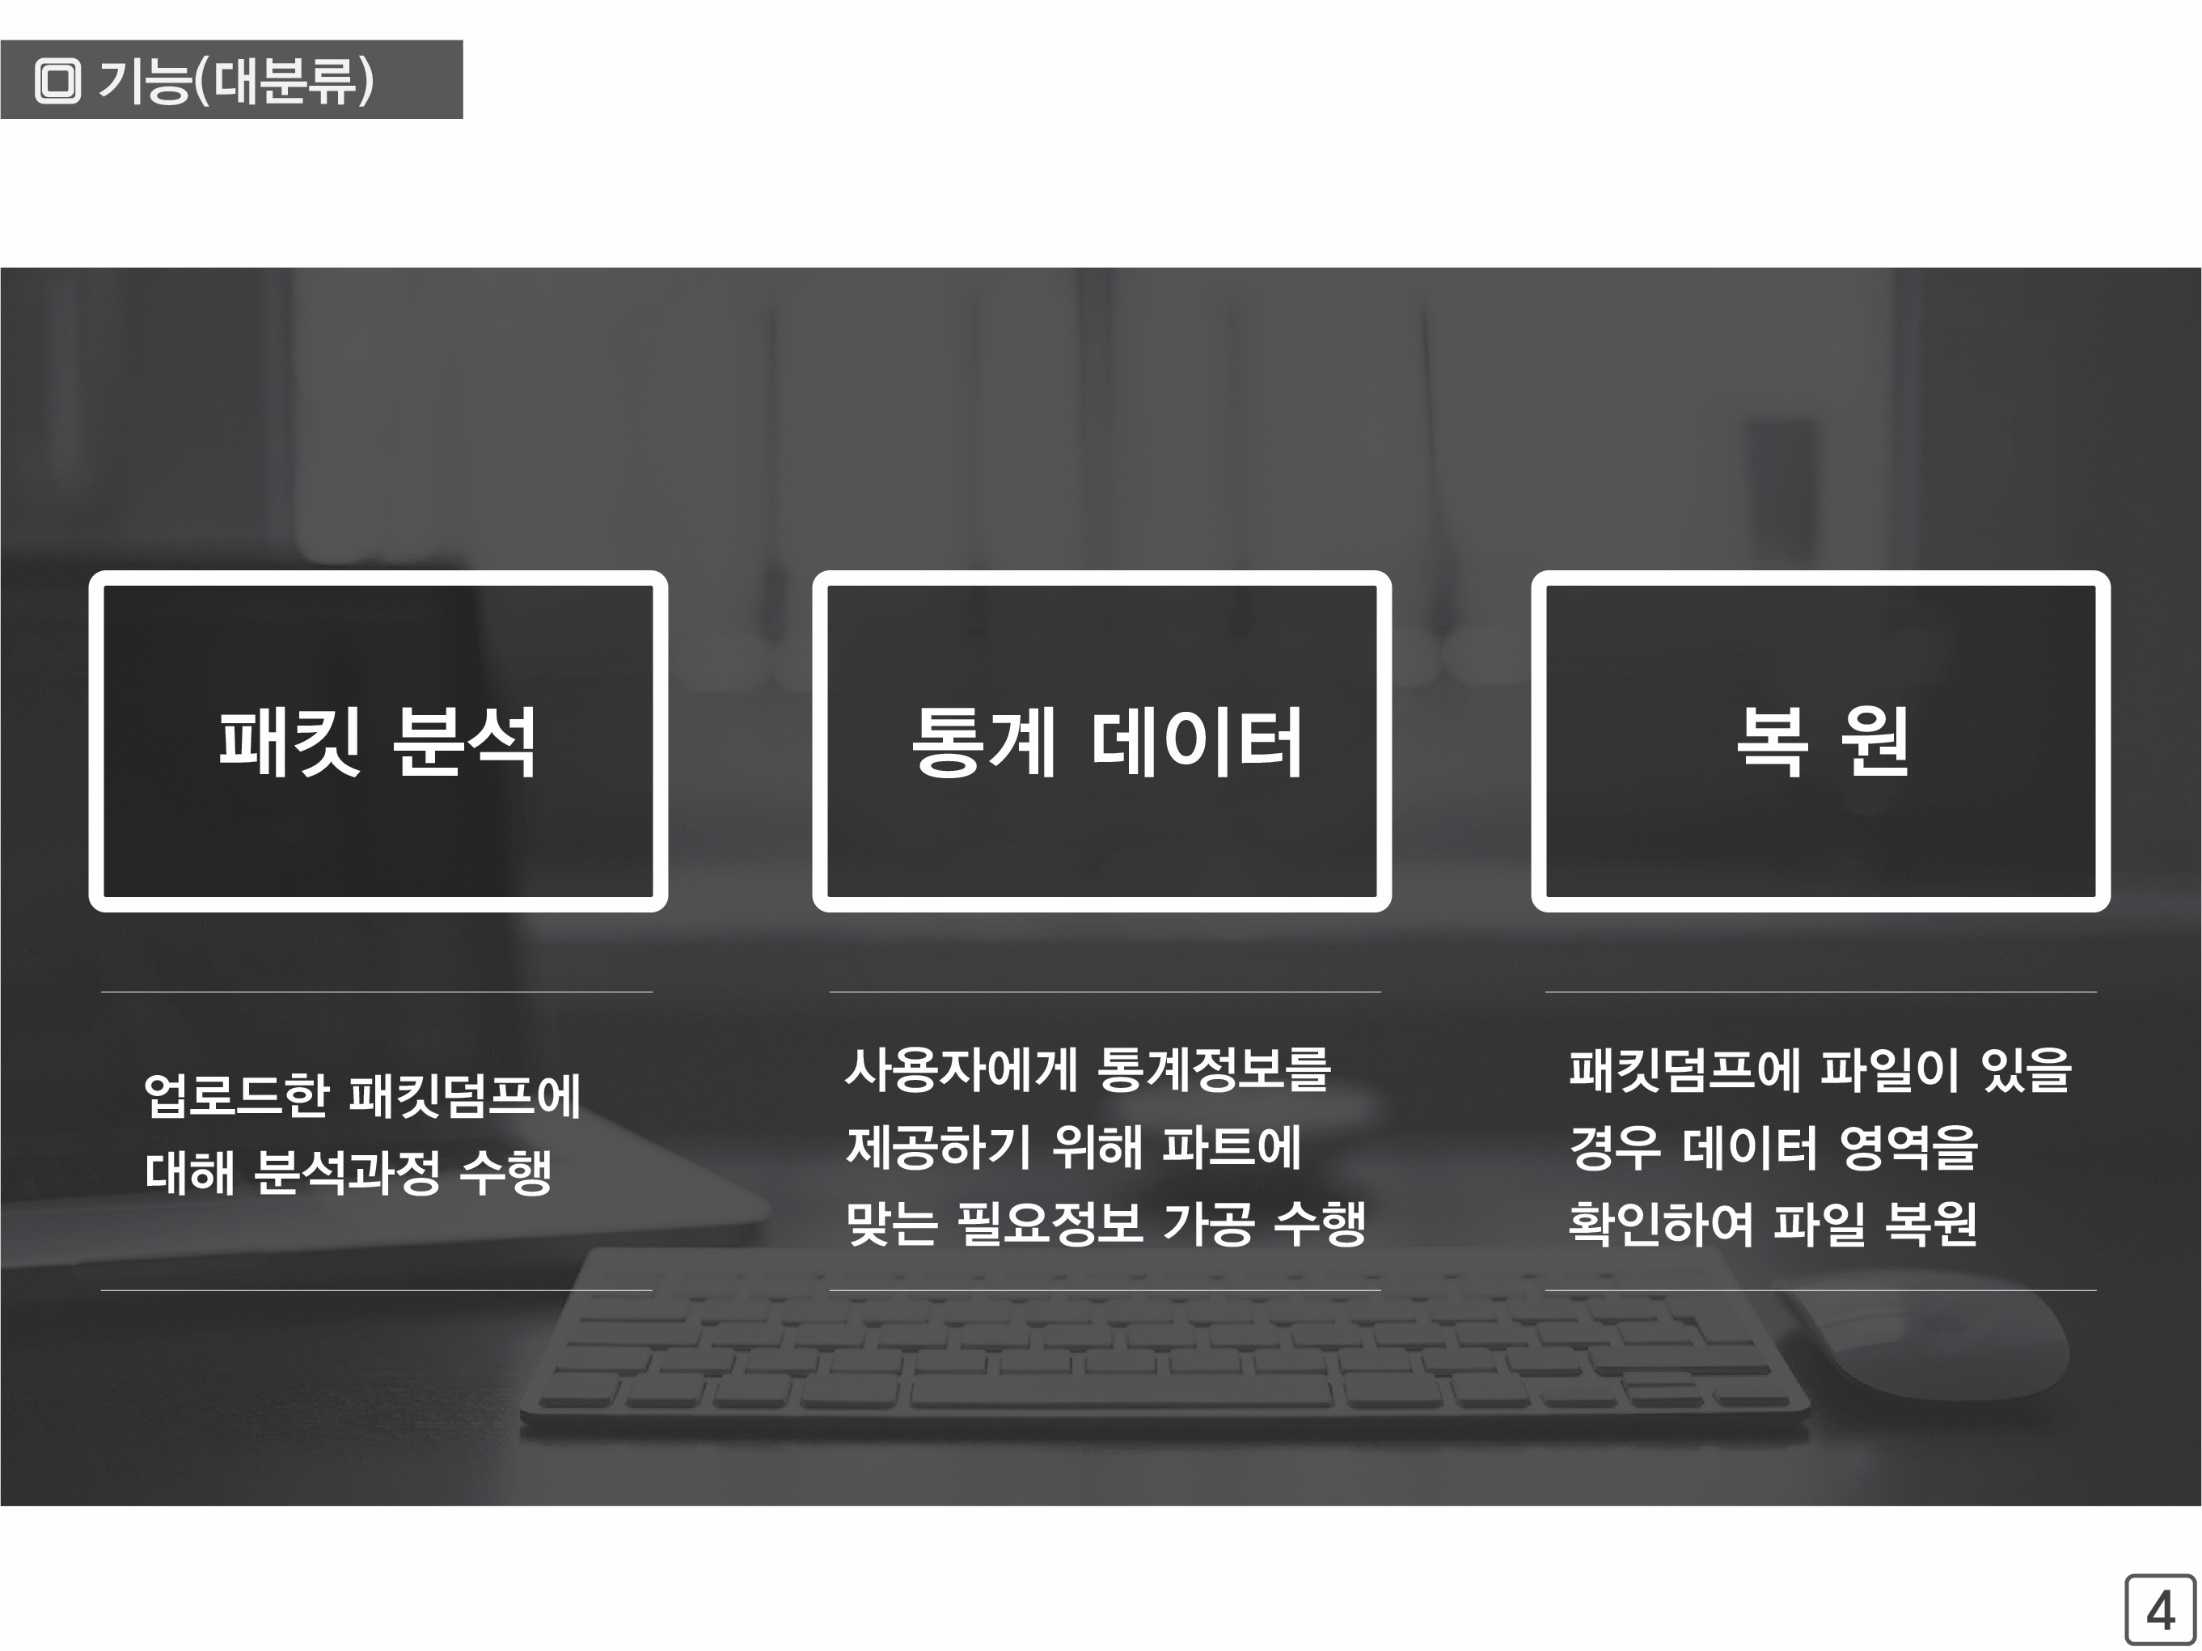 기능(대분류)
패킷 분석
통계 데이터
복 원
업로드한 패킷덤프에
대해 분석과정 수행
사용자에게 통계정보를
제공하기 위해 파트에
맞는 필요정보 가공 수행
패킷덤프에 파일이 있을
경우 데이터 영역을
확인하여 파일 복원
4